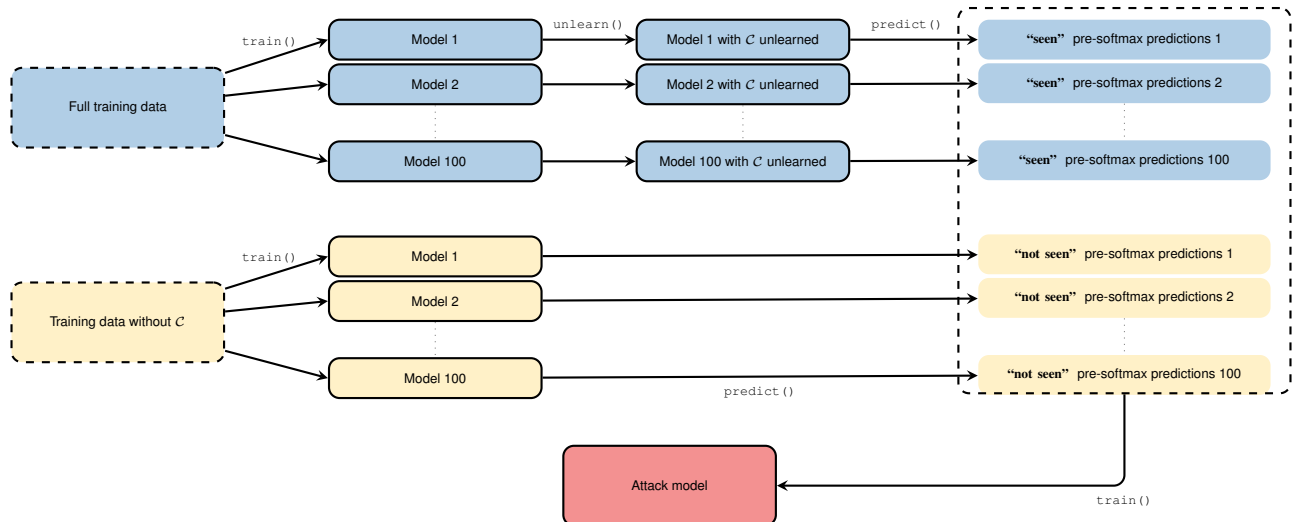 train()
unlearn()
predict()
Full training data
Model 1
Model 1 with 𝒞 unlearned
“seen” pre-softmax predictions 1
Model 2
Model 2 with 𝒞 unlearned
“seen” pre-softmax predictions 2
Model 100
Model 100 with 𝒞 unlearned
“seen” pre-softmax predictions 100
train()
Training data without 𝒞
Model 1
“not seen” pre-softmax predictions 1
Model 2
“not seen” pre-softmax predictions 2
Model 100
“not seen” pre-softmax predictions 100
predict()
Attack model
train()